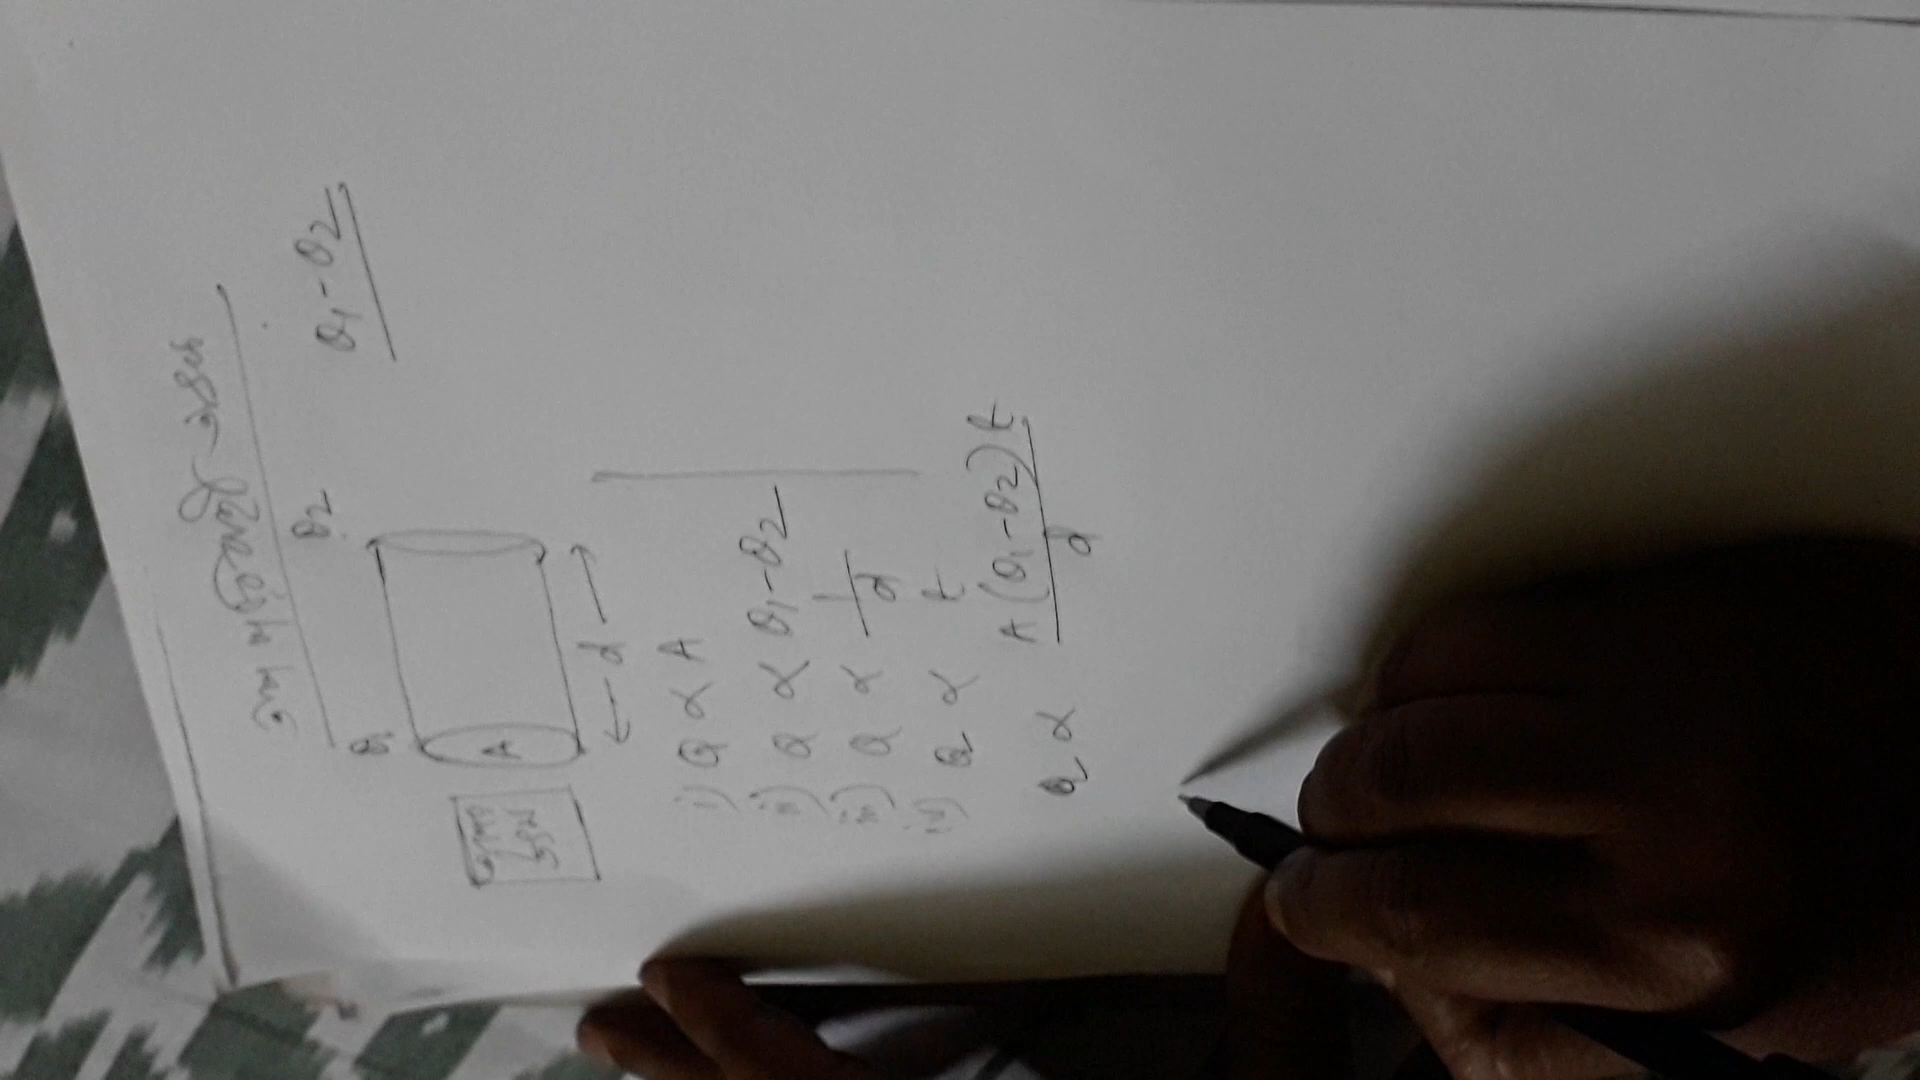 θ1 - θ2
θ1 θ2
A
← d →
i) Q ∝ A
ii) Q ∝ θ1 - θ2
iii) Q ∝ 1/d
iv) Q ∝ t
Q ∝ A (θ1 - θ2) t / d